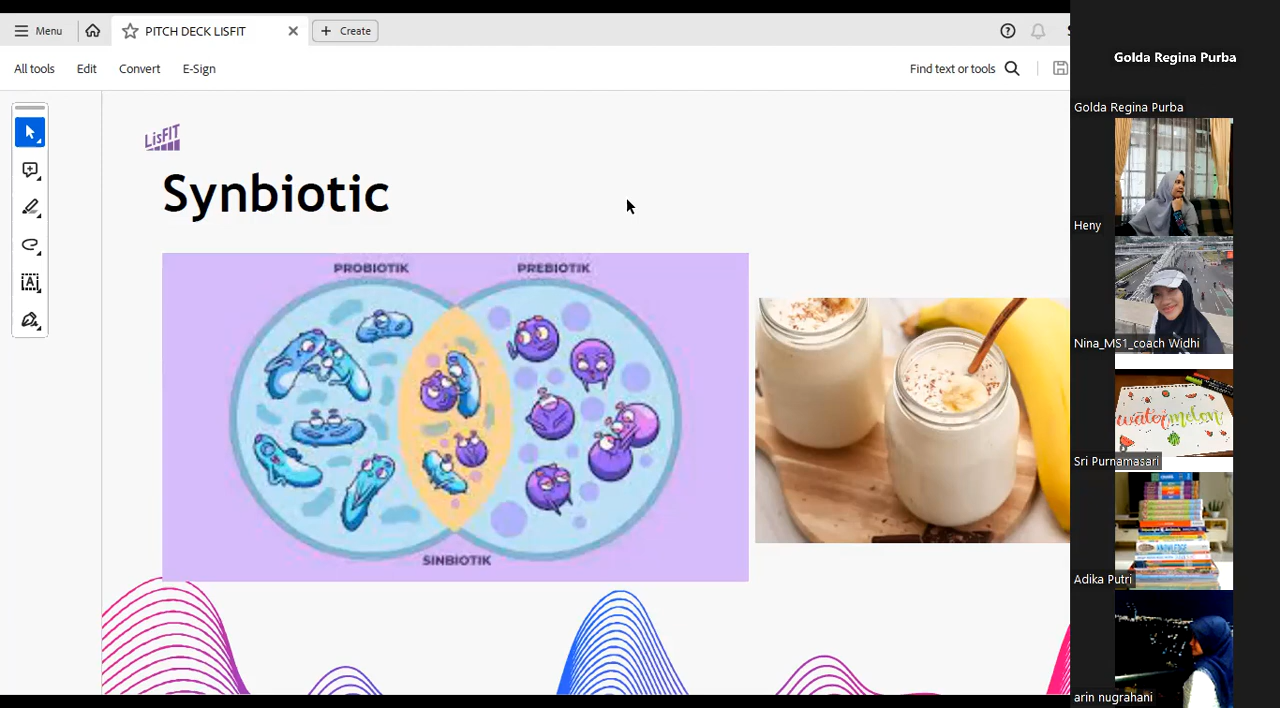 Menu
PITCH DECK LISFIT
Create
All tools
Edit
Convert
E-Sign
Find text or tools
LISFIT
Synbiotic
PROBIOTIK
PREBIOTIK
SINBIOTIK
Golda Regina Purba
Golda Regina Purba
Heny
Nina_MS1_coach Widhi
watermelon
Sri Purnamasari
KNOWLEDGE
Adika Putri
arin nugrahani